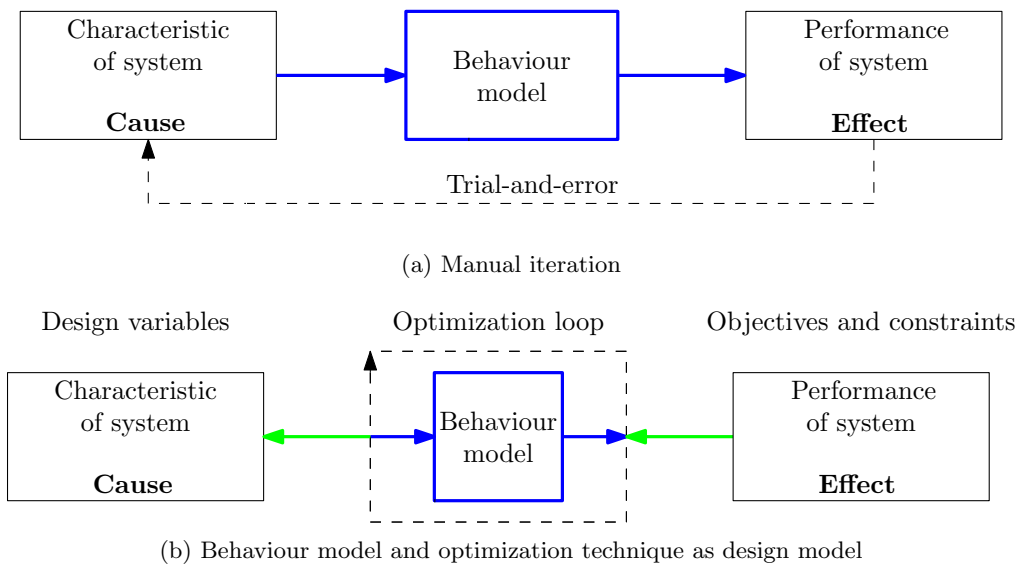 Characteristic
of system
Cause
Behaviour
model
Performance
of system
Effect
Trial-and-error
(a) Manual iteration
Design variables
Optimization loop
Objectives and constraints
Characteristic
of system
Cause
Behaviour
model
Performance
of system
Effect
(b) Behaviour model and optimization technique as design model